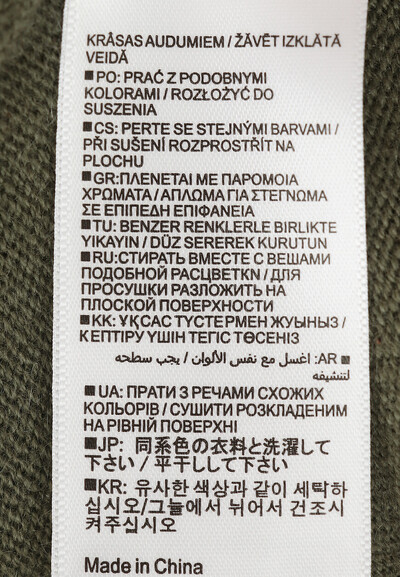 KRĀSAS AUDUMIEM / ŽĀVĒT IZKLĀTĀ
VEIDĀ
■PO: PRAĆ Z PODOBNYMI
KOLORAMI / ROZŁOŻYĆ DO
SUSZENIA
■CS: PERTE SE STEJNÝMI BARVAMI /
PŘI SUŠENÍ ROZPROSTŘÍT NA
PLOCHU
■GR:ΠΛΕΝΕΤΑΙ ΜΕ ΠΑΡΟΜΟΙΑ
ΧΡΩΜΑΤΑ / ΑΠΛΩΜΑ ΓΙΑ ΣΤΕΓΝΩΜΑ
ΣΕ ΕΠΙΠΕΔΗ ΕΠΙΦΑΝΕΙΑ
■TU: BENZER RENKLERLE BIRLIKTE
YIKAYIN / DÜZ SEREREK KURUTUN
■RU:СТИРАТЬ ВМЕСТЕ С ВЕЩАМИ
ПОДОБНОЙ РАСЦВЕТКN / ДЛЯ
ПРОСУШКИ РАЗЛОЖИТЬ НА
ПЛОСКОЙ ПОВЕРХНОСТИ
■KK: ҰҚСАС ТҮСТЕРМЕН ЖУЫНЫЗ /
КЕПТІРУ ҮШІН ТЕГІС ТӨСЕНІЗ
■ AR: اغسل مع نفس الألوان / يجب سطحه
لتنشيفه
■UA: ПРАТИ З РЕЧАМИ СХОЖИХ
КОЛЬОРІВ / СУШИТИ РОЗКЛАДЕНИМ
НА РІВНІЙ ПОВЕРХНІ
■JP: 同系色の衣料と洗濯して
下さい / 平干しして下さい
■KR: 유사한 색상과 같이 세탁하
십시오/그늘에서 뉘어서 건조시
켜주십시오
Made in China